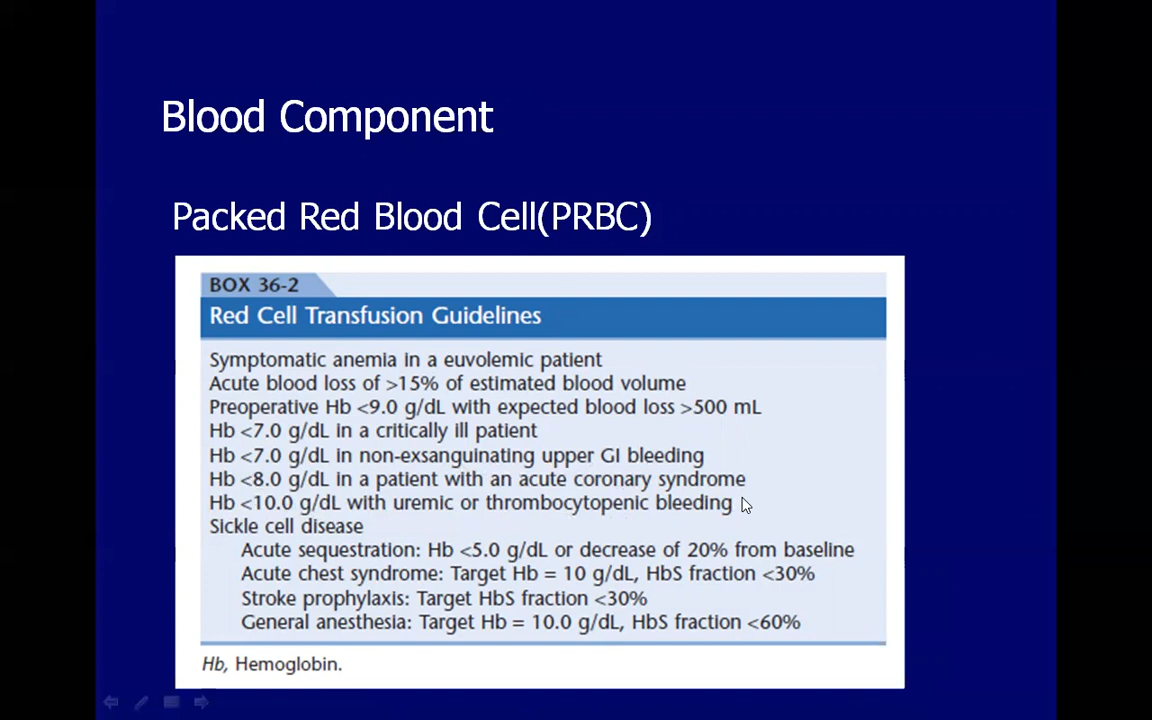 Blood Component
Packed Red Blood Cell(PRBC)
BOX 36-2
Red Cell Transfusion Guidelines
Symptomatic anemia in a euvolemic patient
Acute blood loss of >15% of estimated blood volume
Preoperative Hb <9.0 g/dL with expected blood loss >500 mL
Hb <7.0 g/dL in a critically ill patient
Hb <7.0 g/dL in non-exsanguinating upper GI bleeding
Hb <8.0 g/dL in a patient with an acute coronary syndrome
Hb <10.0 g/dL with uremic or thrombocytopenic bleeding
Sickle cell disease
Acute sequestration: Hb <5.0 g/dL or decrease of 20% from baseline
Acute chest syndrome: Target Hb = 10 g/dL, HbS fraction <30%
Stroke prophylaxis: Target HbS fraction <30%
General anesthesia: Target Hb = 10.0 g/dL, HbS fraction <60%
Hb, Hemoglobin.